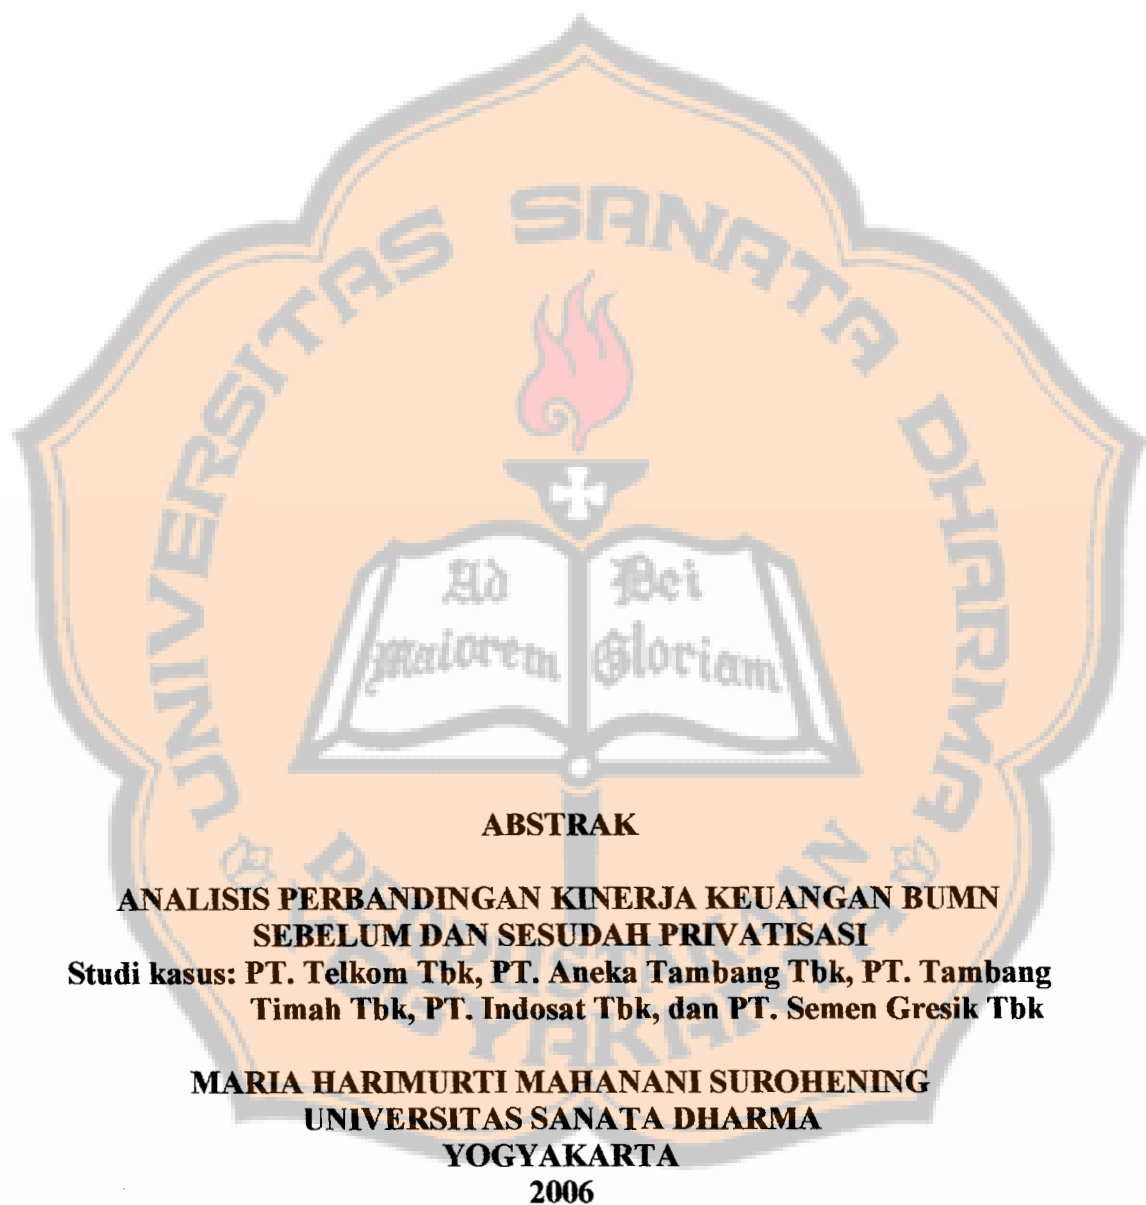 UNIVERSITAS SANATA DHARMA
Ad
Maiorem
Dei
Gloriam
PERPUSTAKAAN
YOGYAKARTA
ABSTRAK
ANALISIS PERBANDINGAN KINERJA KEUANGAN BUMN
SEBELUM DAN SESUDAH PRIVATISASI
Studi kasus: PT. Telkom Tbk, PT. Aneka Tambang Tbk, PT. Tambang
Timah Tbk, PT. Indosat Tbk, dan PT. Semen Gresik Tbk
MARIA HARIMURTI MAHANANI SUROHENING
UNIVERSITAS SANATA DHARMA
YOGYAKARTA
2006